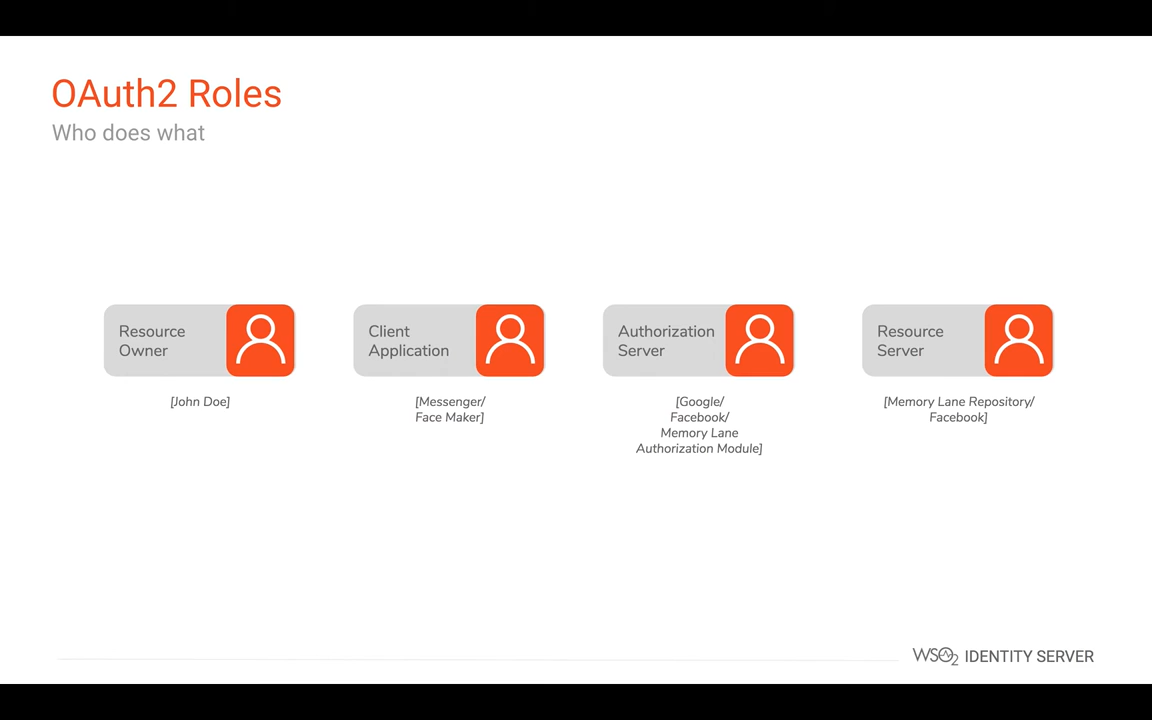 OAuth2 Roles
Who does what
Resource
Owner
[John Doe]
Client
Application
[Messenger/
Face Maker]
Authorization
Server
[Google/
Facebook/
Memory Lane
Authorization Module]
Resource
Server
[Memory Lane Repository/
Facebook]
WSO2 IDENTITY SERVER